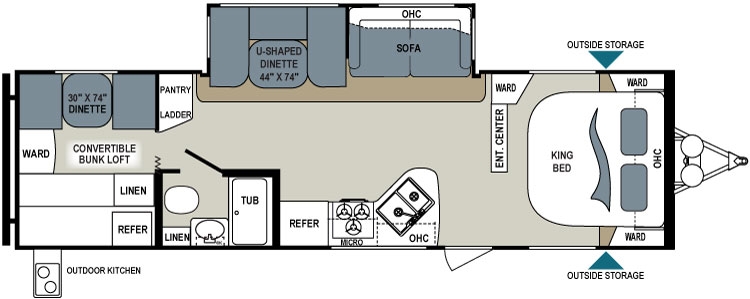 OHC
OUTSIDE STORAGE
U-SHAPED
DINETTE
44" X 74"
SOFA
30" X 74"
DINETTE
PANTRY
LADDER
WARD
WARD
ENT. CENTER
CONVERTIBLE
BUNK LOFT
WARD
KING
BED
OHC
LINEN
TUB
REFER
REFER
LINEN
MICRO
OHC
WARD
OUTDOOR KITCHEN
OUTSIDE STORAGE